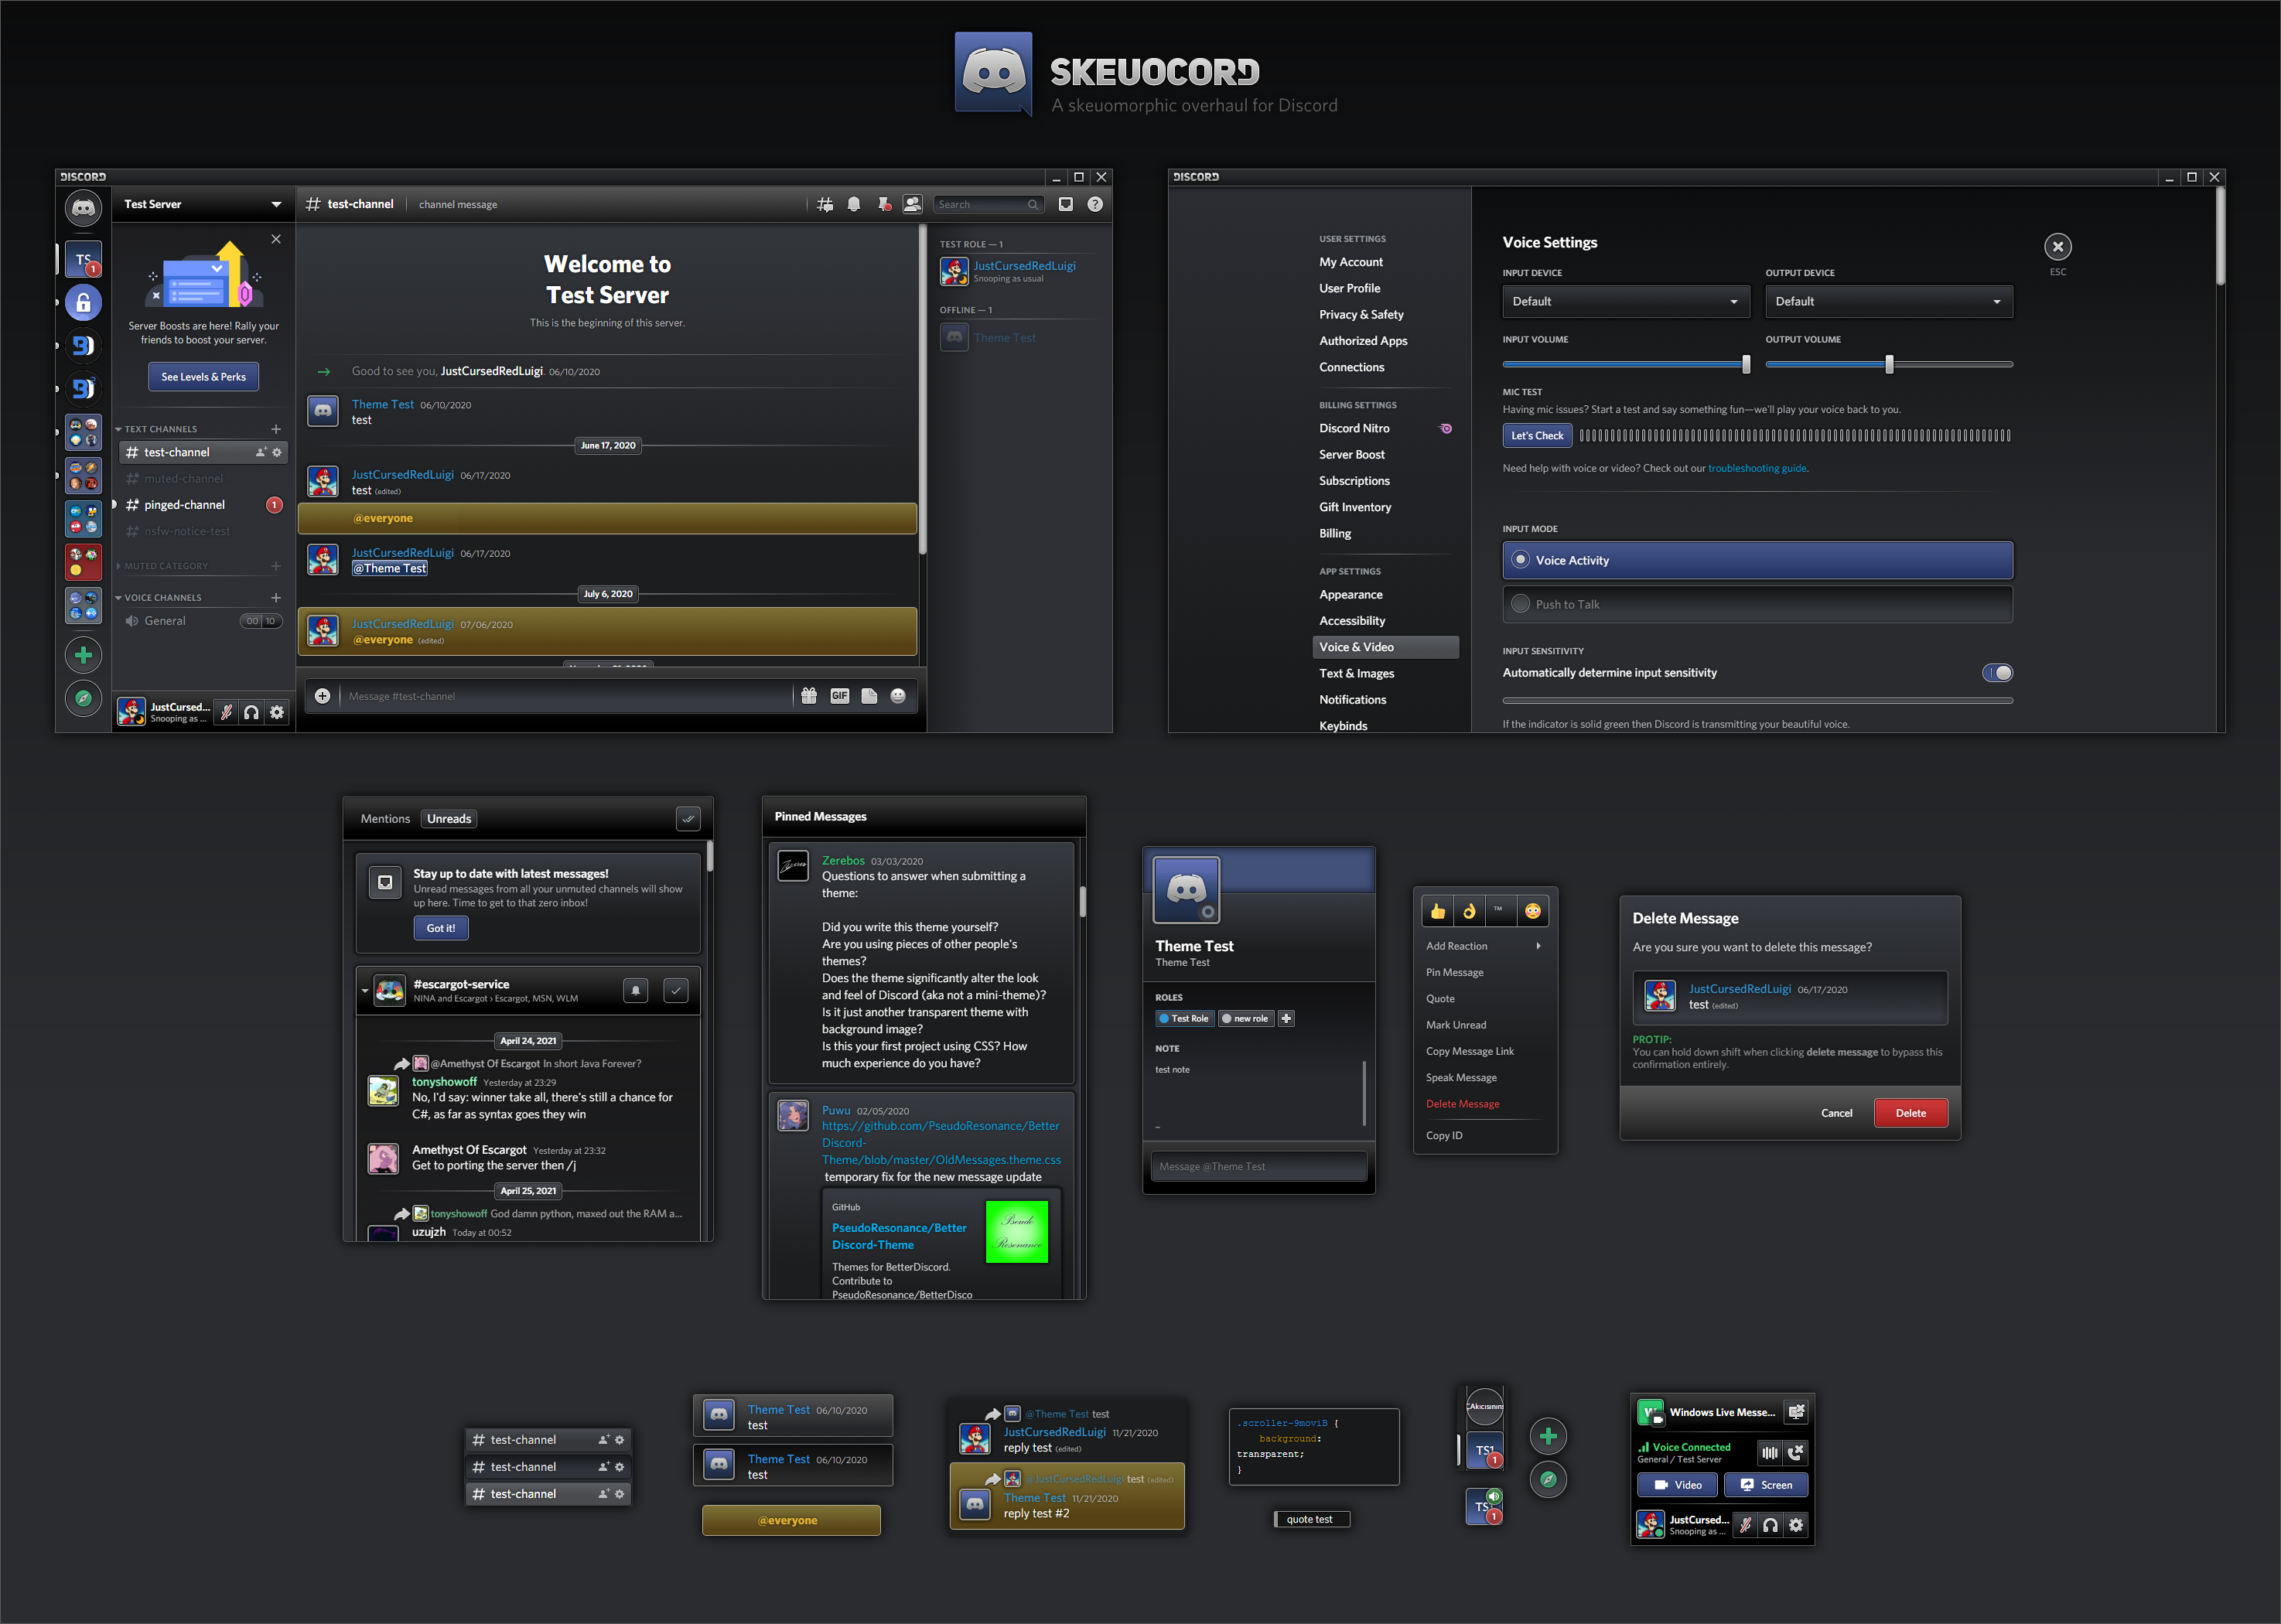 SKEUOCORD
A skeuomorphic overhaul for Discord
DISCORD
Test Server
test-channel
channel message
Search
TS
1
Server Boosts are here! Rally your
friends to boost your server.
See Levels & Perks
TEXT CHANNELS
test-channel
muted-channel
pinged-channel
1
nsfw-notice-test
MUTED CATEGORY
VOICE CHANNELS
General
00 10
JustCursed...
Snooping as ...
Welcome to
Test Server
This is the beginning of this server.
Good to see you, JustCursedRedLuigi. 06/10/2020
Theme Test 06/10/2020
test
June 17, 2020
JustCursedRedLuigi 06/17/2020
test (edited)
@everyone
JustCursedRedLuigi 06/17/2020
@Theme Test
July 6, 2020
JustCursedRedLuigi 07/06/2020
@everyone (edited)
Message #test-channel
GIF
TEST ROLE — 1
JustCursedRedLuigi
Snooping as usual
OFFLINE — 1
Theme Test
DISCORD
USER SETTINGS
My Account
User Profile
Privacy & Safety
Authorized Apps
Connections
BILLING SETTINGS
Discord Nitro
Server Boost
Subscriptions
Gift Inventory
Billing
APP SETTINGS
Appearance
Accessibility
Voice & Video
Text & Images
Notifications
Keybinds
Voice Settings
ESC
INPUT DEVICE
OUTPUT DEVICE
Default
Default
INPUT VOLUME
OUTPUT VOLUME
MIC TEST
Having mic issues? Start a test and say something fun—we'll play your voice back to you.
Let's Check
Need help with voice or video? Check out our troubleshooting guide.
INPUT MODE
Voice Activity
Push to Talk
INPUT SENSITIVITY
Automatically determine input sensitivity
If the indicator is solid green then Discord is transmitting your beautiful voice.
Mentions
Unreads
Stay up to date with latest messages!
Unread messages from all your unmuted channels will show
up here. Time to get to that zero inbox!
Got it!
#escargot-service
NINA and Escargot › Escargot, MSN, WLM
April 24, 2021
@Amethyst Of Escargot In short Java Forever?
tonyshowoff Yesterday at 23:29
No, I'd say: winner take all, there's still a chance for
C#, as far as syntax goes they win
Amethyst Of Escargot Yesterday at 23:32
Get to porting the server then /j
April 25, 2021
tonyshowoff God damn python, maxed out the RAM a...
uzujzh Today at 00:52
Pinned Messages
Zerebos 03/03/2020
Questions to answer when submitting a
theme:
Did you write this theme yourself?
Are you using pieces of other people's
themes?
Does the theme significantly alter the look
and feel of Discord (aka not a mini-theme)?
Is it just another transparent theme with
background image?
Is this your first project using CSS? How
much experience do you have?
Puwu 02/05/2020
https://github.com/PseudoResonance/Better
Discord-
Theme/blob/master/OldMessages.theme.css
temporary fix for the new message update
GitHub
PseudoResonance/Better
Discord-Theme
Themes for BetterDiscord.
Contribute to
PseudoResonance/BetterDisco
Theme Test
Theme Test
ROLES
Test Role
new role
NOTE
test note
Message @Theme Test
TM
Add Reaction
Pin Message
Quote
Mark Unread
Copy Message Link
Speak Message
Delete Message
Copy ID
Delete Message
Are you sure you want to delete this message?
JustCursedRedLuigi 06/17/2020
test (edited)
PROTIP:
You can hold down shift when clicking delete message to bypass this
confirmation entirely.
Cancel
Delete
test-channel
test-channel
test-channel
Theme Test 06/10/2020
test
Theme Test 06/10/2020
test
@everyone
@Theme Test test
JustCursedRedLuigi 11/21/2020
reply test (edited)
@JustCursedRedLuigi test (edited)
Theme Test 11/21/2020
reply test #2
.scroller-9moviB {
background:
transparent;
}
quote test
TS1
1
TS
1
Windows Live Messe...
Voice Connected
General / Test Server
Video
Screen
JustCursed...
Snooping as ...